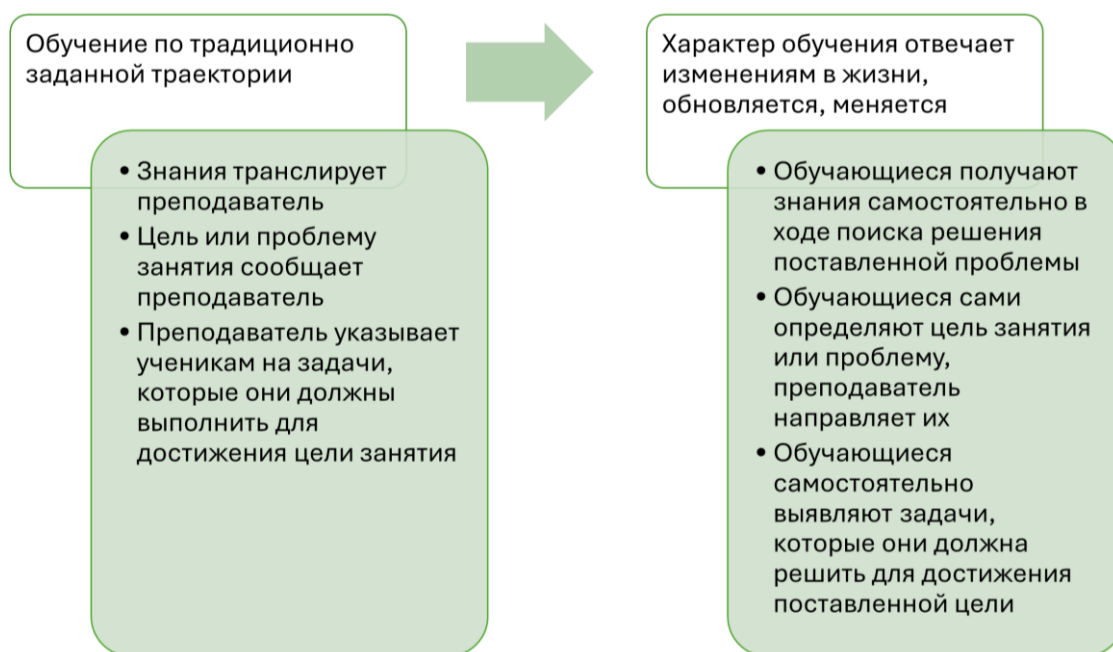 Обучение по традиционно
заданной траектории
• Знания транслирует
преподаватель
• Цель или проблему
занятия сообщает
преподаватель
• Преподаватель указывает
ученикам на задачи,
которые они должны
выполнить для
достижения цели занятия
Характер обучения отвечает
изменениям в жизни,
обновляется, меняется
• Обучающиеся получают
знания самостоятельно в
ходе поиска решения
поставленной проблемы
• Обучающиеся сами
определяют цель занятия
или проблему,
преподаватель
направляет их
• Обучающиеся
самостоятельно
выявляют задачи,
которые они должна
решить для достижения
поставленной цели